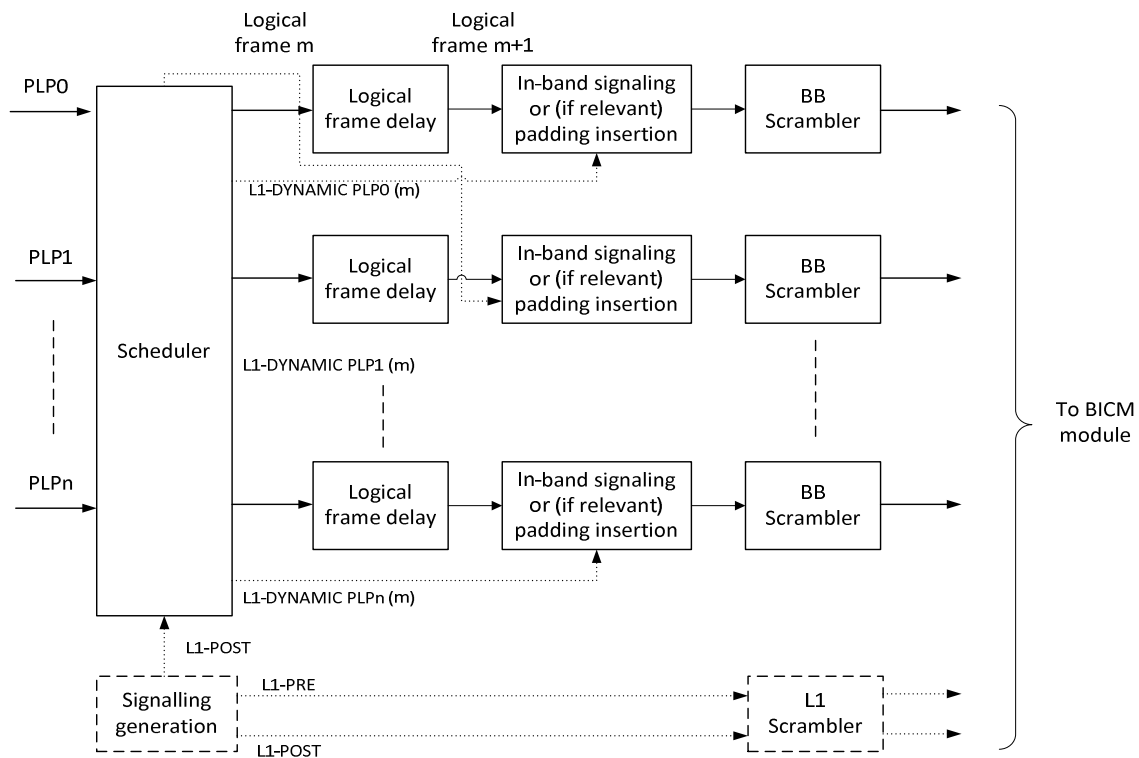 Logical
frame m
Logical
frame m+1
PLP0
Logical
frame delay
In-band signaling
or (if relevant)
padding insertion
BB
Scrambler
L1-DYNAMIC PLP0 (m)
PLP1
Logical
frame delay
In-band signaling
or (if relevant)
padding insertion
BB
Scrambler
Scheduler
L1-DYNAMIC PLP1 (m)
To BICM
module
PLPn
Logical
frame delay
In-band signaling
or (if relevant)
padding insertion
BB
Scrambler
L1-DYNAMIC PLPn (m)
L1-POST
Signalling
generation
L1-PRE
L1-POST
L1
Scrambler